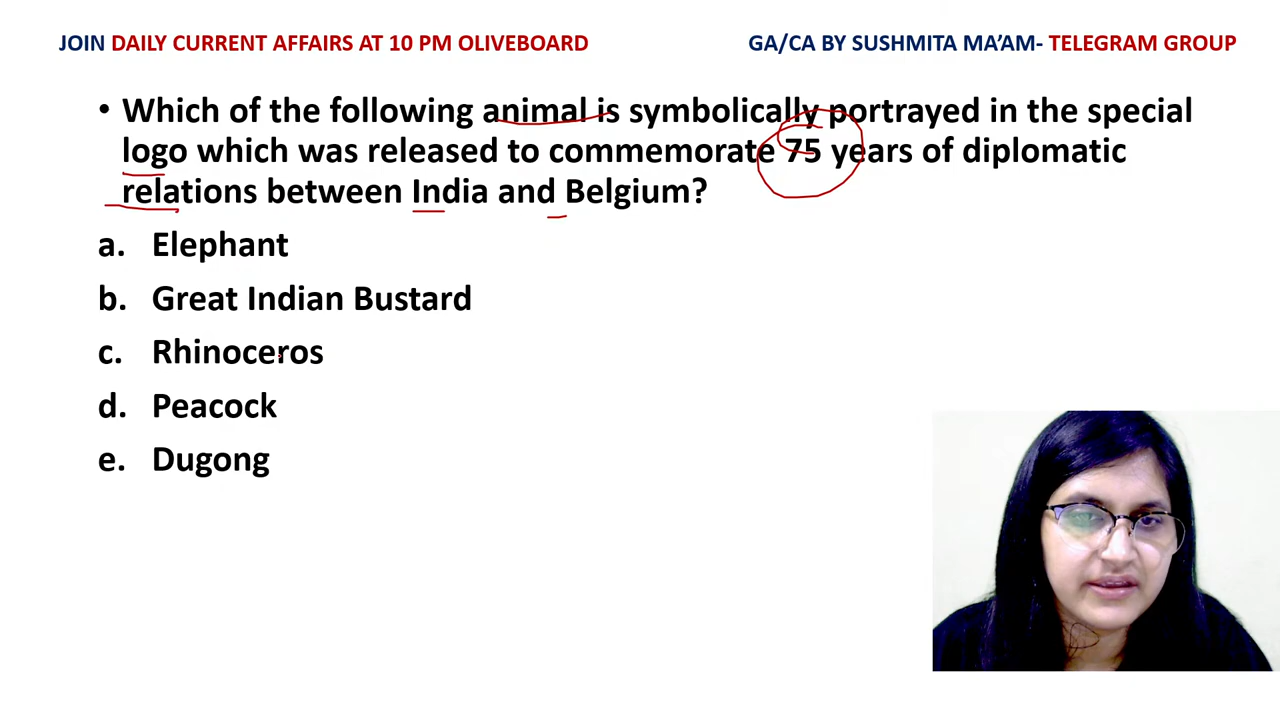 JOIN DAILY CURRENT AFFAIRS AT 10 PM OLIVEBOARD
GA/CA BY SUSHMITA MA’AM- TELEGRAM GROUP
• Which of the following animal is symbolically portrayed in the special
logo which was released to commemorate 75 years of diplomatic
relations between India and Belgium?
a. Elephant
b. Great Indian Bustard
c. Rhinoceros
d. Peacock
e. Dugong